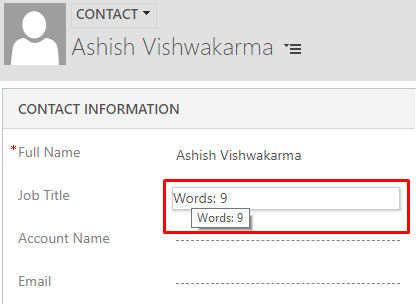 CONTACT
Ashish Vishwakarma
CONTACT INFORMATION
*Full Name Ashish Vishwakarma
Job Title Words: 9
Words: 9
Account Name
Email